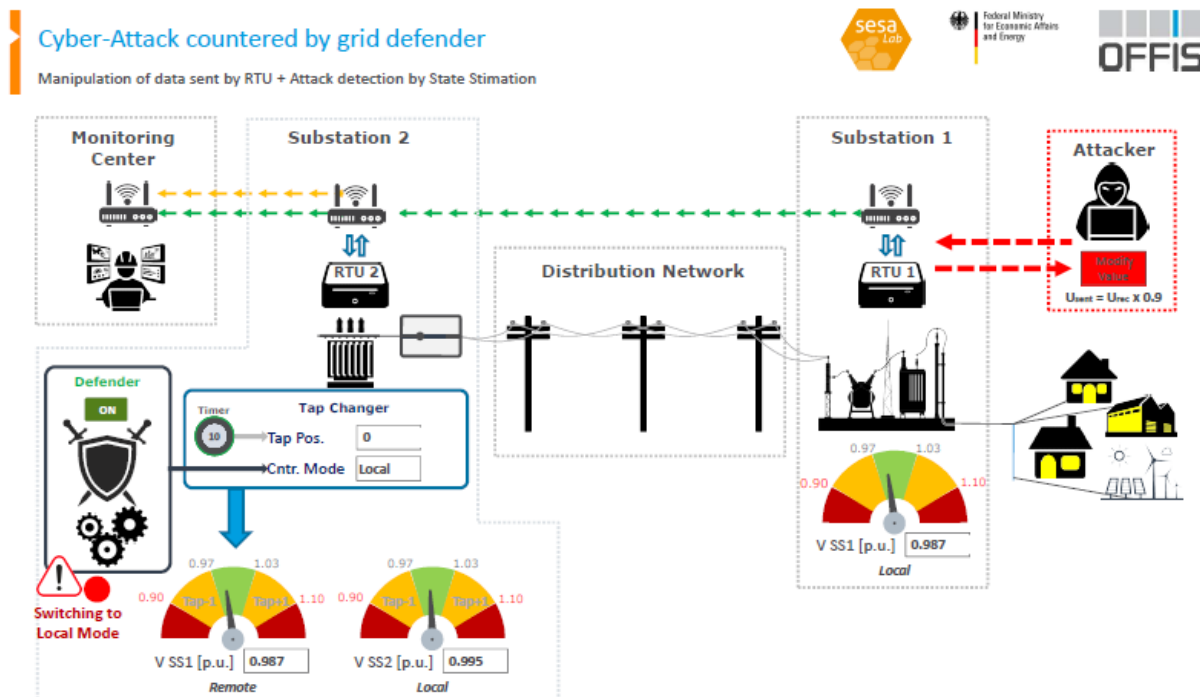 Cyber-Attack countered by grid defender
Manipulation of data sent by RTU + Attack detection by State Stimation
sesa
Lab
Federal Ministry
for Economic Affairs
and Energy
OFFIS
Monitoring
Center
Substation 2
Substation 1
Attacker
RTU 2
Distribution Network
RTU 1
Modify
Value
Usent = Urec x 0.9
Defender
ON
Timer
10
Tap Changer
Tap Pos.
0
Cntr. Mode
Local
0.97
1.03
0.90
1.10
V SS1 [p.u.]
0.987
Local
Switching to
Local Mode
0.97
1.03
0.90
Tap-1
Tap+1
1.10
V SS1 [p.u.]
0.987
Remote
0.97
1.03
0.90
Tap-1
Tap+1
1.10
V SS2 [p.u.]
0.995
Local